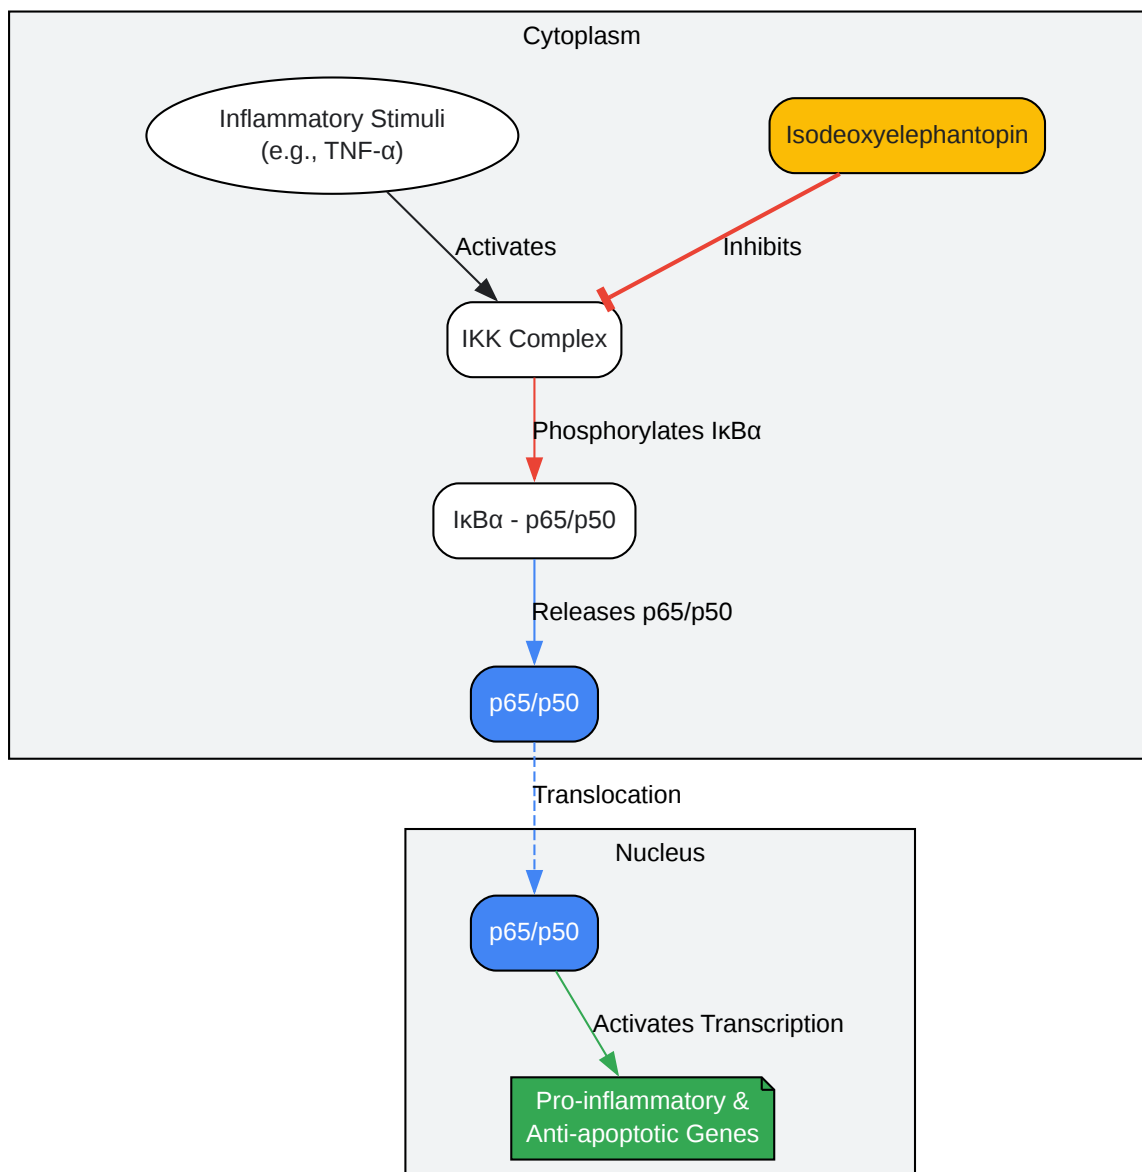 Cytoplasm
Inflammatory Stimuli
(e.g., TNF-α)
Isodeoxyelephantopin
Activates
Inhibits
IKK Complex
Phosphorylates IκBα
IκBα - p65/p50
Releases p65/p50
p65/p50
Translocation
Nucleus
p65/p50
Activates Transcription
Pro-inflammatory &
Anti-apoptotic Genes